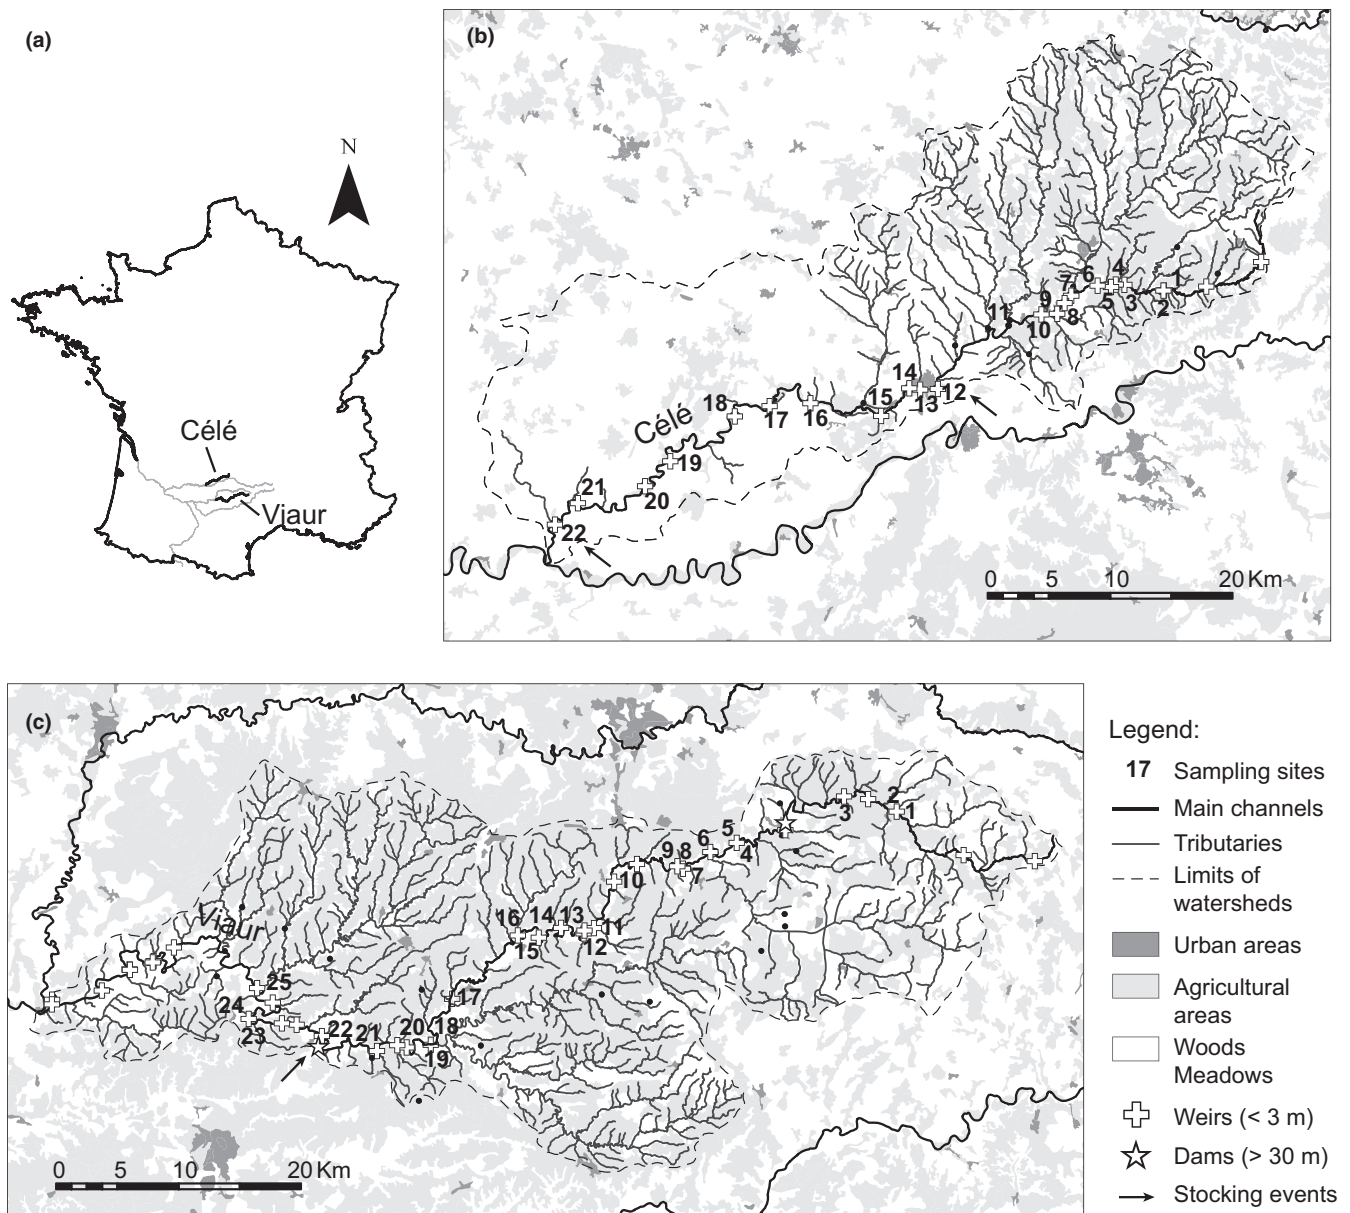 (a)
N
Célé
Viaur
(b)
1
2
3
4
5
6
7
8
9
10
11
12
13
14
15
16
17
18
19
20
21
22
Célé
0 5 10 20 Km
(c)
1
2
3
4
5
6
7
8
9
10
11
12
13
14
15
16
17
18
19
20
21
22
23
24
25
Viaur
0 5 10 20 Km
Legend:
17 Sampling sites
Main channels
Tributaries
Limits of
watersheds
Urban areas
Agricultural
areas
Woods
Meadows
Weirs (< 3 m)
Dams (> 30 m)
Stocking events